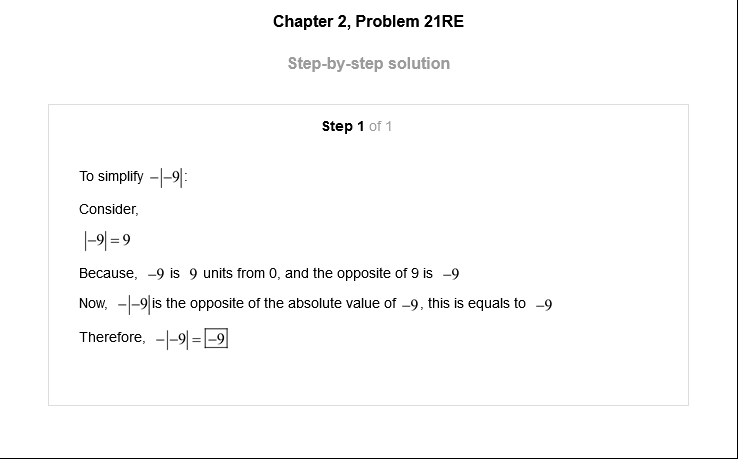 Chapter 2, Problem 21RE
Step-by-step solution
Step 1 of 1
To simplify −|−9|:
Consider,
|−9| = 9
Because, −9 is 9 units from 0, and the opposite of 9 is −9
Now, −|−9| is the opposite of the absolute value of −9, this is equals to −9
Therefore, −|−9| = −9